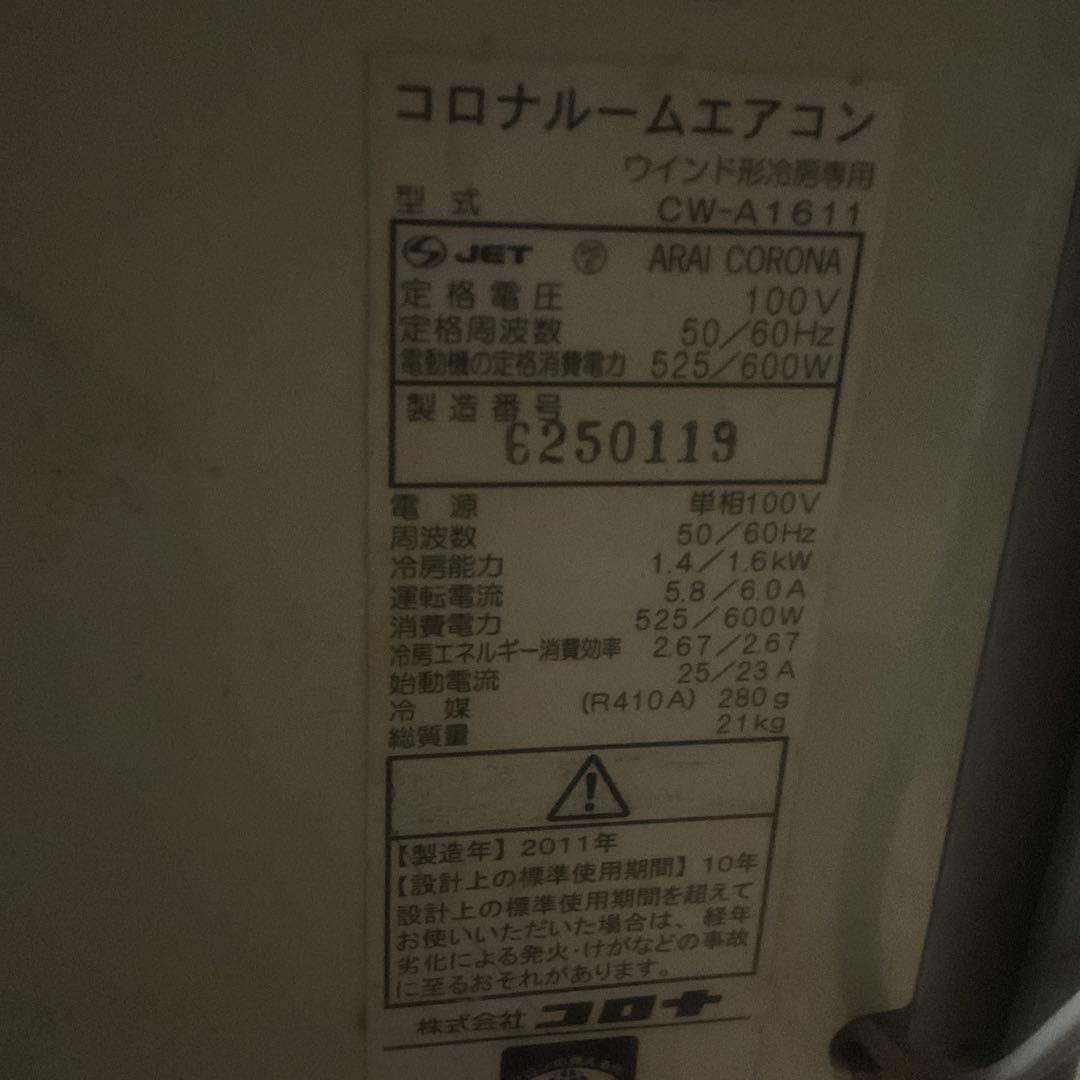 コロナルームエアコン
ウインド形冷房専用
型式 CW-A1611
JET ARAI CORONA
定格電圧 100V
定格周波数 50/60Hz
電動機の定格消費電力 525/600W
製造番号
6250119
電源 単相100V
周波数 50/60Hz
冷房能力 1.4/1.6kW
運転電流 5.8/6.0A
消費電力 525/600W
冷房エネルギー消費効率 2.67/2.67
始動電流 25/23A
冷媒 (R410A) 280g
総質量 21kg
【製造年】2011年
【設計上の標準使用期間】10年
設計上の標準使用期間を超えて
お使いいただいた場合は、経年
劣化による発火・けがなどの事故
に至るおそれがあります。
株式会社コロナ